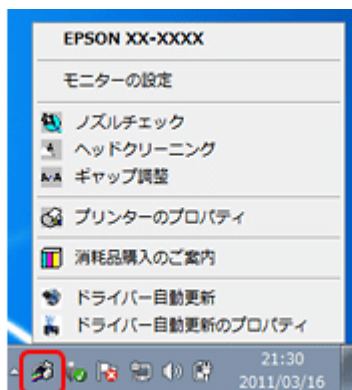 EPSON XX-XXXX
モニターの設定
ノズルチェック
ヘッドクリーニング
ギャップ調整
プリンターのプロパティ
消耗品購入のご案内
ドライバー自動更新
ドライバー自動更新のプロパティ
21:30
2011/03/16